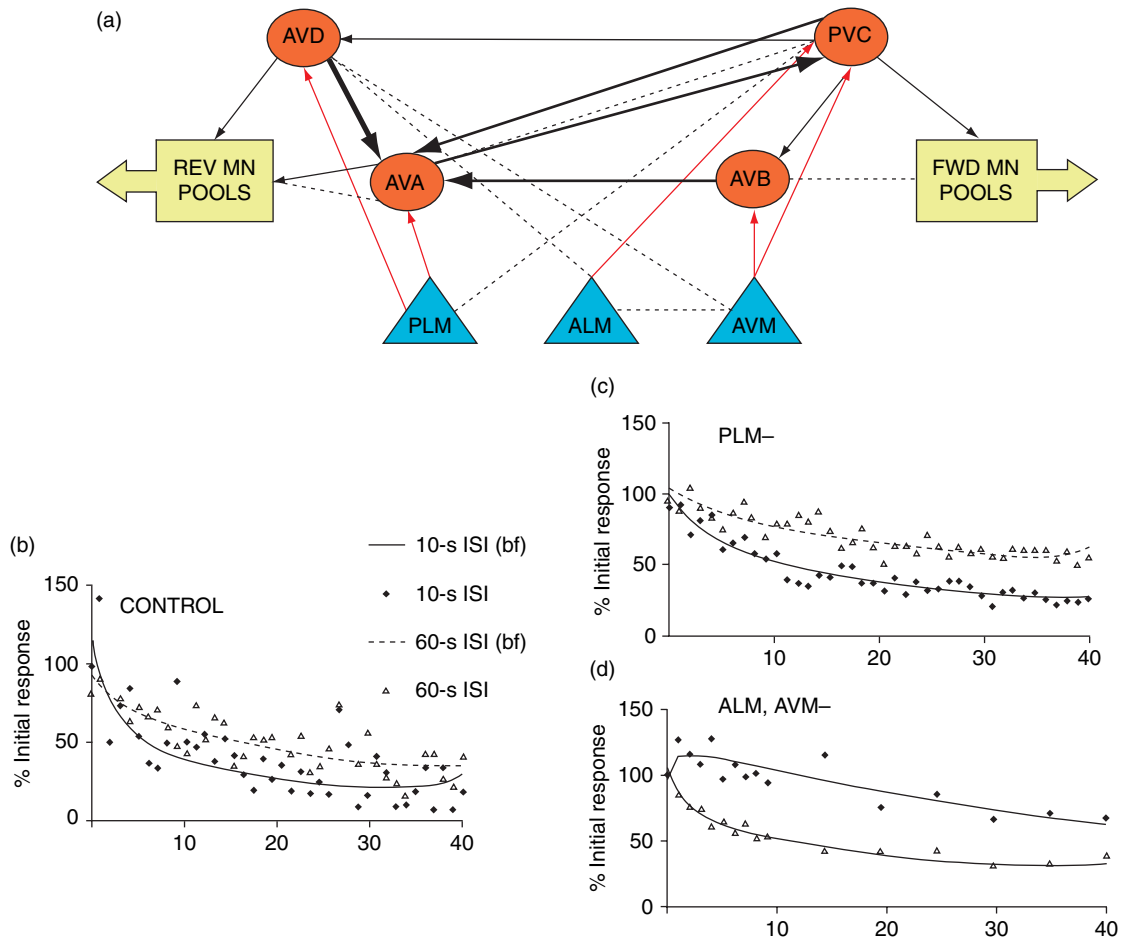 (a)
AVD
PVC
REV MN
POOLS
AVA
AVB
FWD MN
POOLS
PLM
ALM
AVM
(b)
% Initial response
150
100
50
0
10
20
30
40
CONTROL
10-s ISI (bf)
10-s ISI
60-s ISI (bf)
60-s ISI
(c)
% Initial response
150
100
50
0
10
20
30
40
PLM–
(d)
% Initial response
150
100
50
0
10
20
30
40
ALM, AVM–